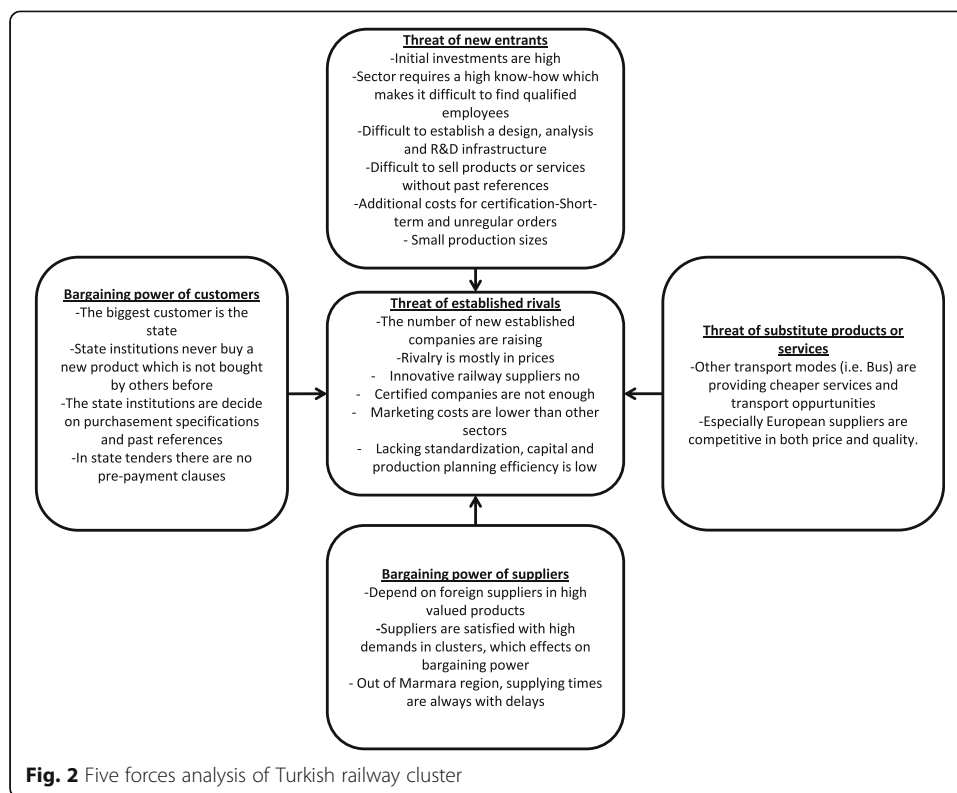 Threat of new entrants
-Initial investments are high
-Sector requires a high know-how which
makes it difficult to find qualified
employees
-Difficult to establish a design, analysis
and R&D infrastructure
-Difficult to sell products or services
without past references
-Additional costs for certification-Short-
term and unregular orders
- Small production sizes
Bargaining power of customers
-The biggest customer is the
state
-State institutions never buy a
new product which is not bought
by others before
-The state institutions are decide
on purchasement specifications
and past references
-In state tenders there are no
pre-payment clauses
Threat of established rivals
-The number of new established
companies are raising
-Rivalry is mostly in prices
- Innovative railway suppliers no
- Certified companies are not enough
- Marketing costs are lower than other
sectors
- Lacking standardization, capital and
production planning efficiency is low
Threat of substitute products or
services
-Other transport modes (i.e. Bus) are
providing cheaper services and
transport oppurtunities
-Especially European suppliers are
competitive in both price and quality.
Bargaining power of suppliers
-Depend on foreign suppliers in high
valued products
-Suppliers are satisfied with high
demands in clusters, which effects on
bargaining power
- Out of Marmara region, supplying times
are always with delays
Fig. 2 Five forces analysis of Turkish railway cluster